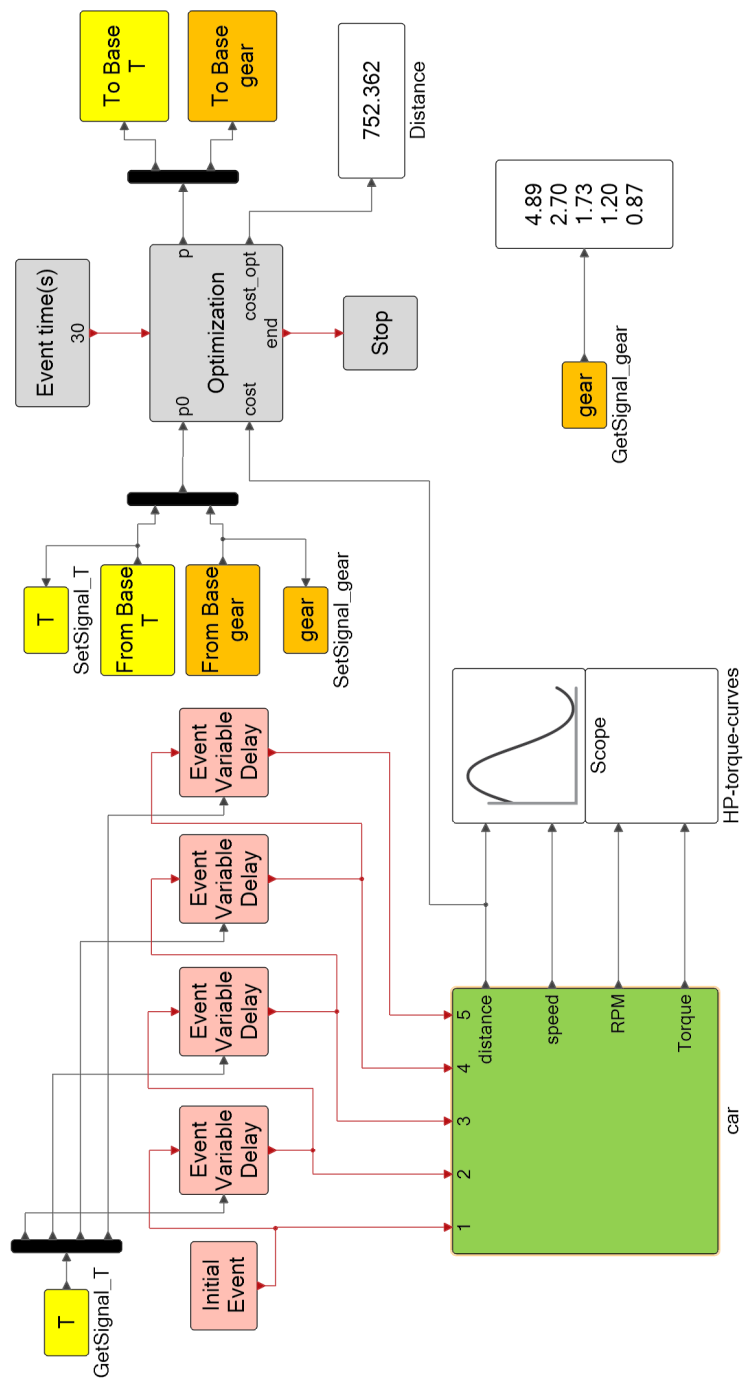 T
GetSignal_T
Initial
Event
Event
Variable
Delay
Event
Variable
Delay
Event
Variable
Delay
Event
Variable
Delay
1
2
3
4
5
distance
speed
RPM
Torque
car
Scope
HP-torque-curves
T
SetSignal_T
From Base
T
From Base
gear
gear
SetSignal_gear
Event time(s)
30
p0
p
Optimization
cost
cost_opt
end
Stop
To Base
T
To Base
gear
752.362
Distance
gear
GetSignal_gear
4.89
2.70
1.73
1.20
0.87